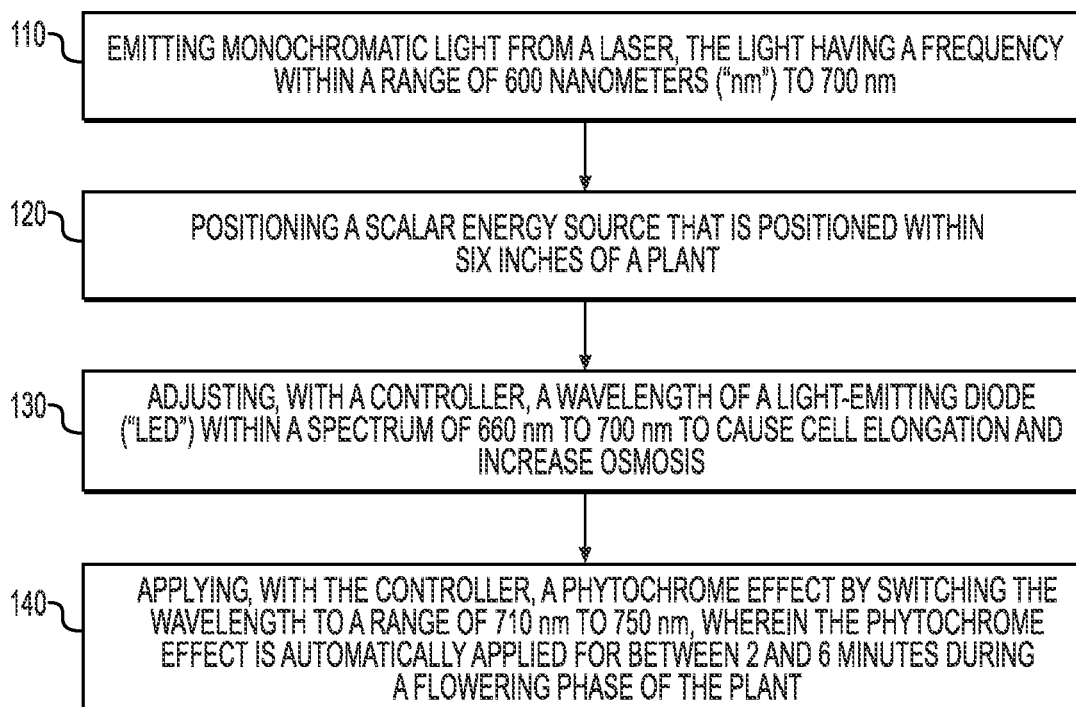 110
EMITTING MONOCHROMATIC LIGHT FROM A LASER, THE LIGHT HAVING A FREQUENCY
WITHIN A RANGE OF 600 NANOMETERS (“nm”) TO 700 nm
120
POSITIONING A SCALAR ENERGY SOURCE THAT IS POSITIONED WITHIN
SIX INCHES OF A PLANT
130
ADJUSTING, WITH A CONTROLLER, A WAVELENGTH OF A LIGHT-EMITTING DIODE
(“LED”) WITHIN A SPECTRUM OF 660 nm TO 700 nm TO CAUSE CELL ELONGATION AND
INCREASE OSMOSIS
140
APPLYING, WITH THE CONTROLLER, A PHYTOCHROME EFFECT BY SWITCHING THE
WAVELENGTH TO A RANGE OF 710 nm TO 750 nm, WHEREIN THE PHYTOCHROME
EFFECT IS AUTOMATICALLY APPLIED FOR BETWEEN 2 AND 6 MINUTES DURING
A FLOWERING PHASE OF THE PLANT